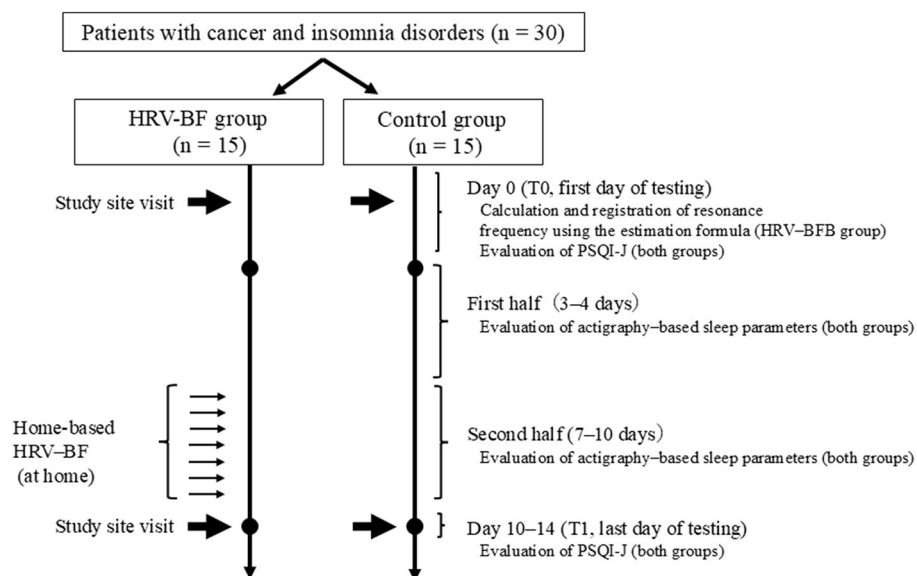 Patients with cancer and insomnia disorders (n = 30)
HRV-BF group
(n = 15)
Control group
(n = 15)
Study site visit
Day 0 (T0, first day of testing)
Calculation and registration of resonance
frequency using the estimation formula (HRV–BFB group)
Evaluation of PSQI-J (both groups)
First half (3–4 days)
Evaluation of actigraphy–based sleep parameters (both groups)
Home-based
HRV–BF
(at home)
Second half (7–10 days)
Evaluation of actigraphy–based sleep parameters (both groups)
Study site visit
Day 10–14 (T1, last day of testing)
Evaluation of PSQI-J (both groups)